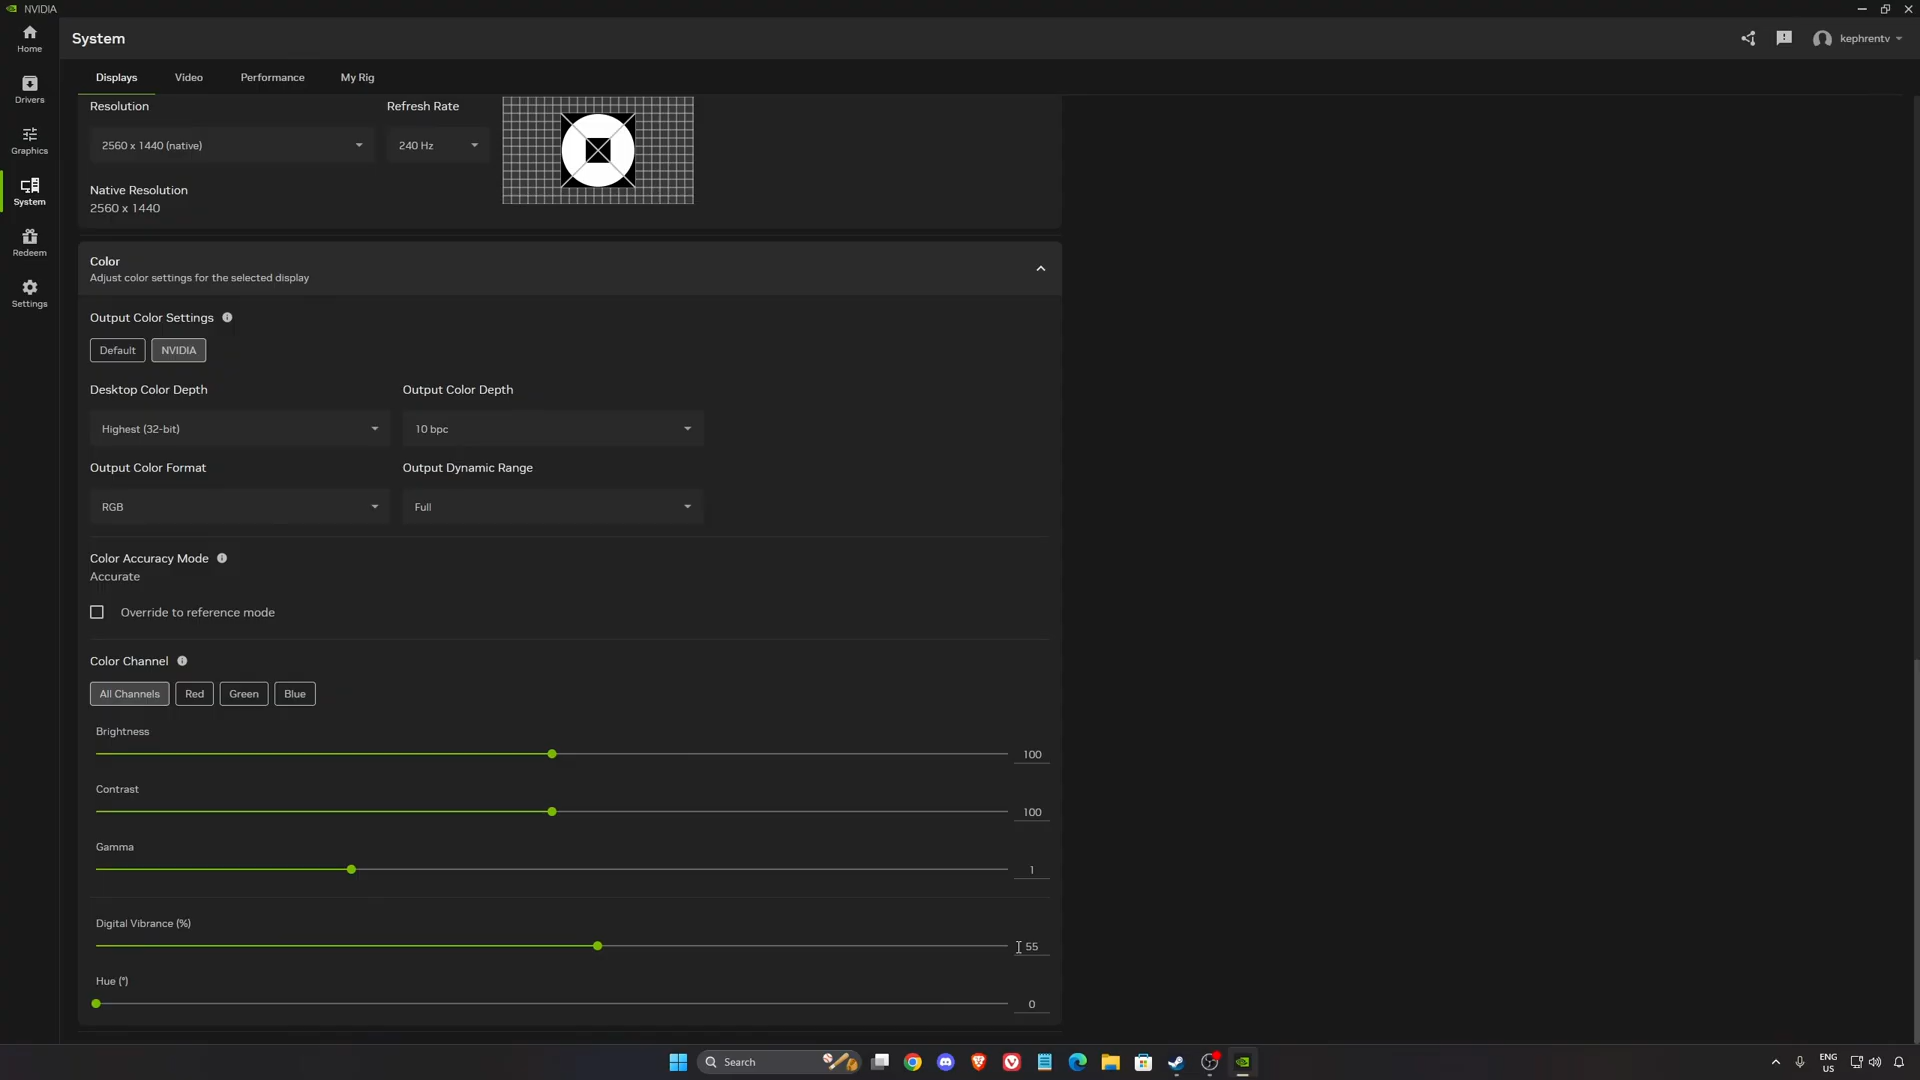 NVIDIA
Home
System
kephrentv
Drivers
Displays
Video
Performance
My Rig
Resolution
Refresh Rate
2560 x 1440 (native)
240 Hz
Graphics
Native Resolution
2560 x 1440
System
Redeem
Settings
Color
Adjust color settings for the selected display
Output Color Settings
Default
NVIDIA
Desktop Color Depth
Output Color Depth
Highest (32-bit)
10 bpc
Output Color Format
Output Dynamic Range
RGB
Full
Color Accuracy Mode
Accurate
Override to reference mode
Color Channel
All Channels
Red
Green
Blue
Brightness
100
Contrast
100
Gamma
1
Digital Vibrance (%)
55
Hue (°)
0
Search
ENG
US